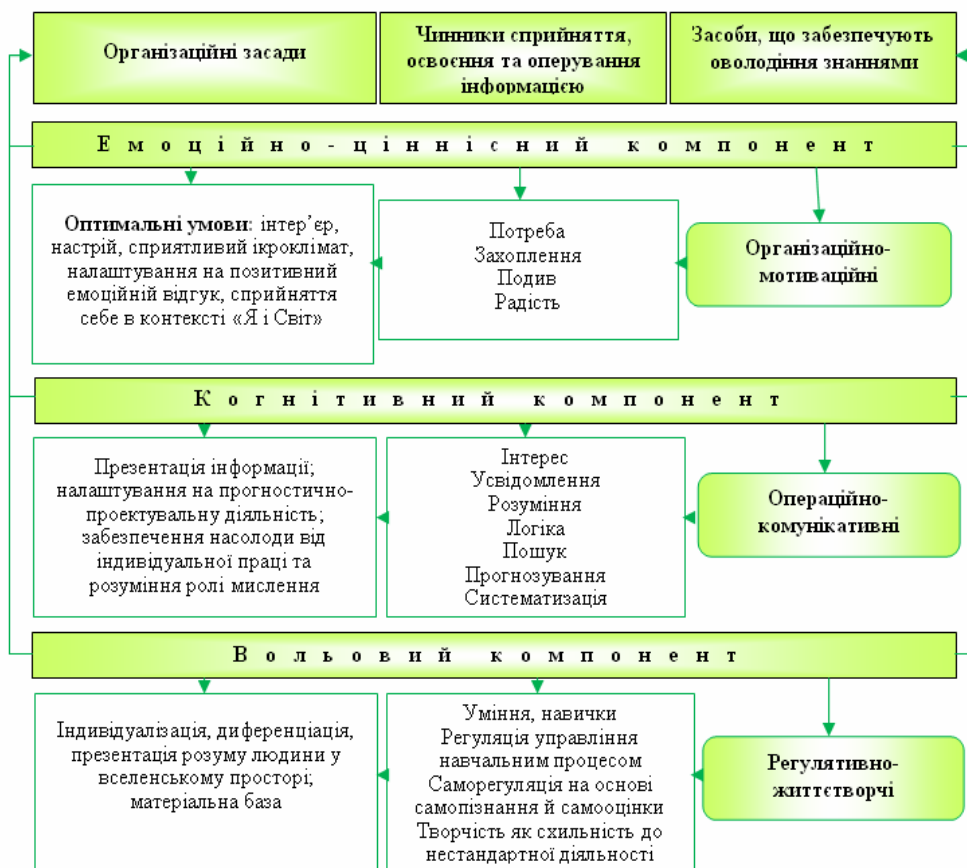 Організаційні засади
Чинники сприйняття,
освоєння та оперування
інформацією
Засоби, що забезпечують
оволодіння знаннями
Емоційно-ціннісний компонент
Оптимальні умови: інтер’єр,
настрій, сприятливий ікроклімат,
налаштування на позитивний
емоційній відгук, сприйняття
себе в контексті «Я і Світ»
Потреба
Захоплення
Подив
Радість
Організаційно-
мотиваційні
Когнітивний компонент
Презентація інформації;
налаштування на прогностично-
проектувальну діяльність;
забезпечення насолоди від
індивідуальної праці та
розуміння ролі мислення
Інтерес
Усвідомлення
Розуміння
Логіка
Пошук
Прогнозування
Систематизація
Операційно-
комунікативні
Вольовий компонент
Індивідуалізація, диференціація,
презентація розуму людини у
вселенському просторі;
матеріальна база
Уміння, навички
Регуляція управління
навчальним процесом
Саморегуляція на основі
самопізнання й самооцінки
Творчість як схильність до
нестандартної діяльності
Регулятивно-
життєтворчі